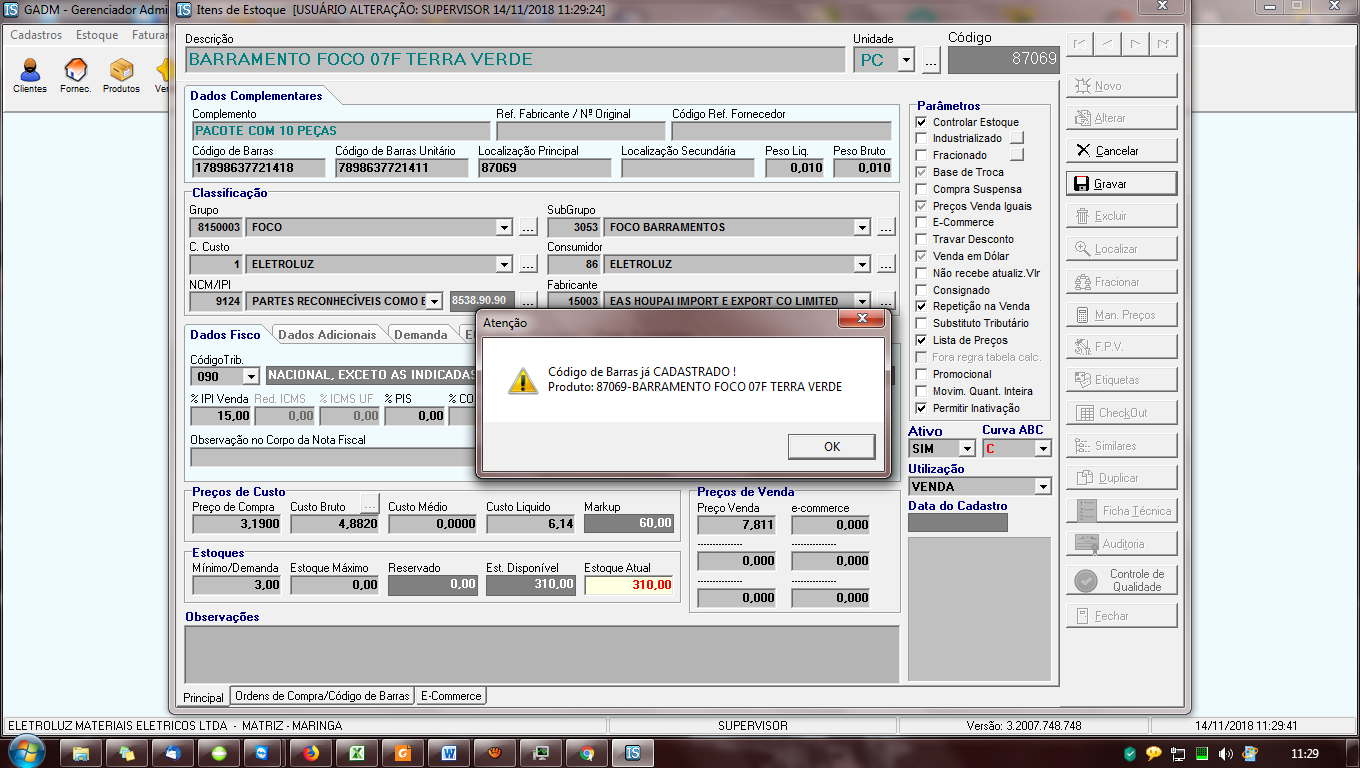 GADM - Gerenciador Admi
Itens de Estoque [USUÁRIO ALTERAÇÃO: SUPERVISOR 14/11/2018 11:29:24]
Cadastros Estoque Faturar
Clientes Fornec. Produtos
Descrição
BARRAMENTO FOCO 07F TERRA VERDE
Unidade
PC
...
Código
87069
Dados Complementares
Complemento
PACOTE COM 10 PEÇAS
Ref. Fabricante / Nº Original
Código Ref. Fornecedor
Código de Barras
17898637721418
Código de Barras Unitário
7898637721411
Localização Principal
87069
Localização Secundária
Peso Liq.
0,010
Peso Bruto
0,010
Classificação
Grupo
8150003 FOCO
...
SubGrupo
3053 FOCO BARRAMENTOS
...
C. Custo
1 ELETROLUZ
...
Consumidor
86 ELETROLUZ
...
NCM/IPI
9124 PARTES RECONHECÍVEIS COMO E
8538.90.90
...
Fabricante
15003 EAS HOUPAI IMPORT E EXPORT CO LIMITED
...
Dados Fisco Dados Adicionais Demanda
CódigoTrib.
090
NACIONAL, EXCETO AS INDICADAS
% IPI Venda
15,00
Red. ICMS
0,00
% ICMS UF
0,00
% PIS
0,00
% CO
Observação no Corpo da Nota Fiscal
Atenção
Código de Barras já CADASTRADO !
Produto: 87069-BARRAMENTO FOCO 07F TERRA VERDE
OK
Preços de Custo
Preço de Compra
3,1900
Custo Bruto
...
4,8820
Custo Médio
0,0000
Custo Liquido
6,14
Markup
60,00
Preços de Venda
Preço Venda
7,811
e-commerce
0,000
---------------
0,000
---------------
0,000
---------------
0,000
---------------
0,000
Estoques
Mínimo/Demanda
3,00
Estoque Máximo
0,00
Reservado
0,00
Est. Disponível
310,00
Estoque Atual
310,00
Observações
Parâmetros
Controlar Estoque
Industrializado
Fracionado
Base de Troca
Compra Suspensa
Preços Venda Iguais
E-Commerce
Travar Desconto
Venda em Dólar
Não recebe atualiz.Vlr
Consignado
Repetição na Venda
Substituto Tributário
Lista de Preços
Fora regra tabela calc.
Promocional
Movim. Quant. Inteira
Permitir Inativação
Ativo
SIM
Curva ABC
C
Utilização
VENDA
Data do Cadastro
Novo
Alterar
Cancelar
Gravar
Excluir
Localizar
Fracionar
Man. Preços
F.P.V.
Etiquetas
CheckOut
Similares
Duplicar
Ficha Técnica
Auditoria
Controle de
Qualidade
Fechar
Principal Ordens de Compra/Código de Barras E-Commerce
ELETROLUZ MATERIAIS ELETRICOS LTDA - MATRIZ - MARINGA
SUPERVISOR
Versão: 3.2007.748.748
14/11/2018 11:29:41
11:29